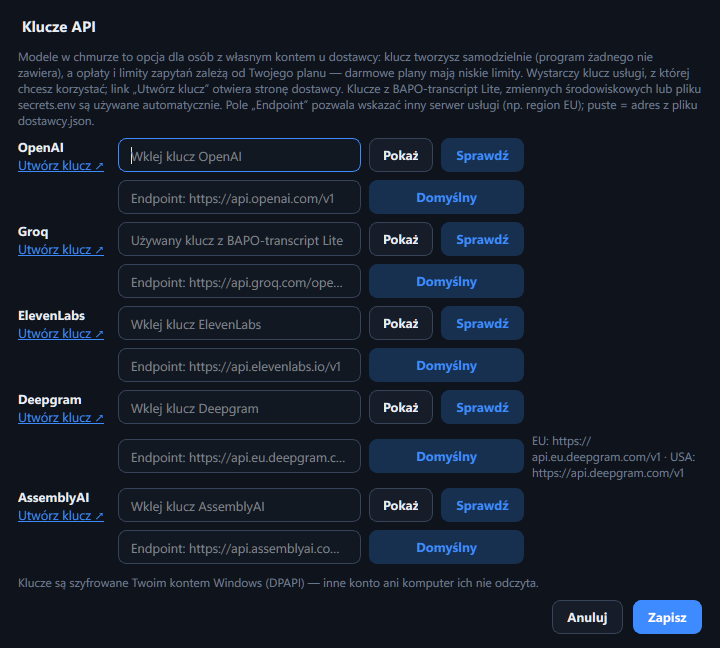 Klucze API
Modele w chmurze to opcja dla osób z własnym kontem u dostawcy: klucz tworzysz samodzielnie (program żadnego nie
zawiera), a opłaty i limity zapytań zależą od Twojego planu — darmowe plany mają niskie limity. Wystarczy klucz usługi, z której
chcesz korzystać; link „Utwórz klucz” otwiera stronę dostawcy. Klucze z BAPO-transcript Lite, zmiennych środowiskowych lub pliku
secrets.env są używane automatycznie. Pole „Endpoint” pozwala wskazać inny serwer usługi (np. region EU); puste = adres z pliku
dostawcy.json.
OpenAI
Utwórz klucz ↗
Wklej klucz OpenAI
Pokaż
Sprawdź
Endpoint: https://api.openai.com/v1
Domyślny
Groq
Utwórz klucz ↗
Używany klucz z BAPO-transcript Lite
Pokaż
Sprawdź
Endpoint: https://api.groq.com/ope...
Domyślny
ElevenLabs
Utwórz klucz ↗
Wklej klucz ElevenLabs
Pokaż
Sprawdź
Endpoint: https://api.elevenlabs.io/v1
Domyślny
Deepgram
Utwórz klucz ↗
Wklej klucz Deepgram
Pokaż
Sprawdź
Endpoint: https://api.eu.deepgram.c...
Domyślny
EU: https://
api.eu.deepgram.com/v1 · USA:
https://api.deepgram.com/v1
AssemblyAI
Utwórz klucz ↗
Wklej klucz AssemblyAI
Pokaż
Sprawdź
Endpoint: https://api.assemblyai.co...
Domyślny
Klucze są szyfrowane Twoim kontem Windows (DPAPI) — inne konto ani komputer ich nie odczyta.
Anuluj
Zapisz